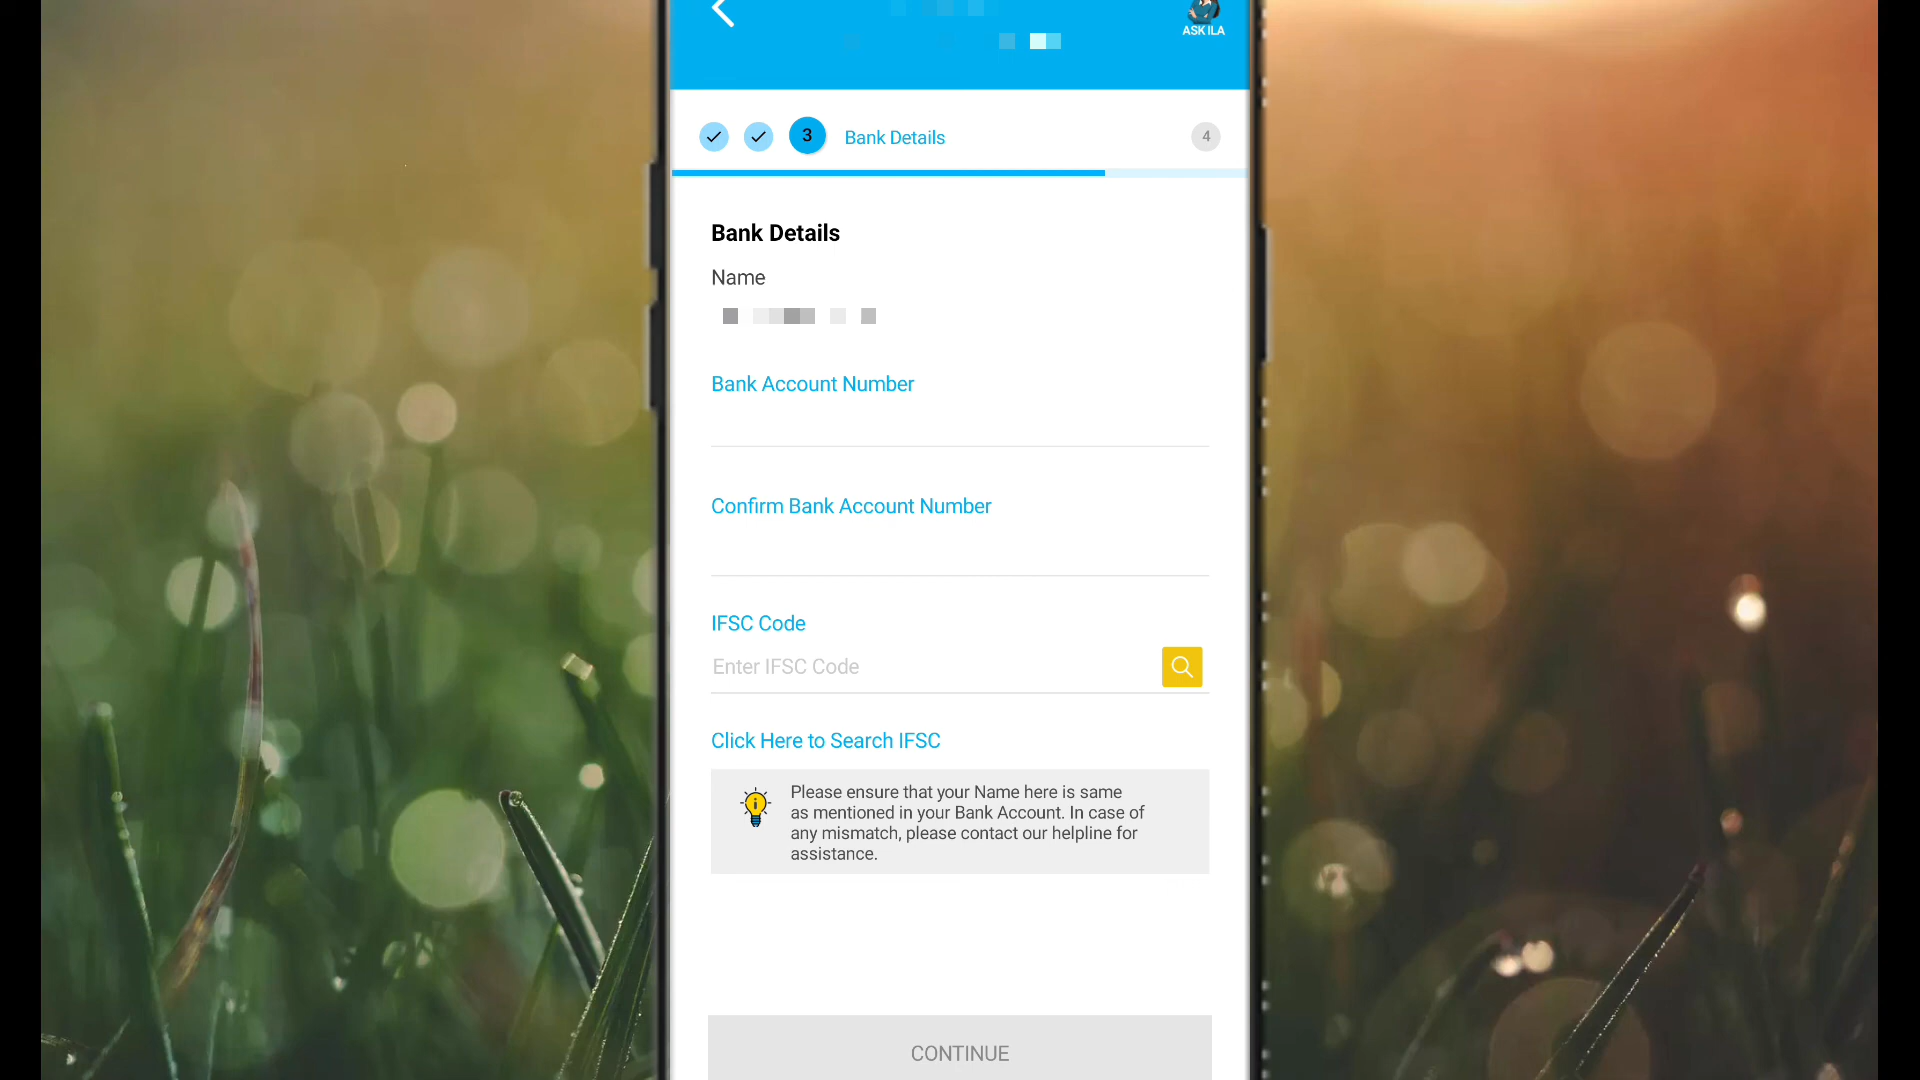 ASK ILA
3 Bank Details 4
Bank Details
Name
Bank Account Number
Confirm Bank Account Number
IFSC Code
Enter IFSC Code
Click Here to Search IFSC
Please ensure that your Name here is same
as mentioned in your Bank Account. In case of
any mismatch, please contact our helpline for
assistance.
CONTINUE